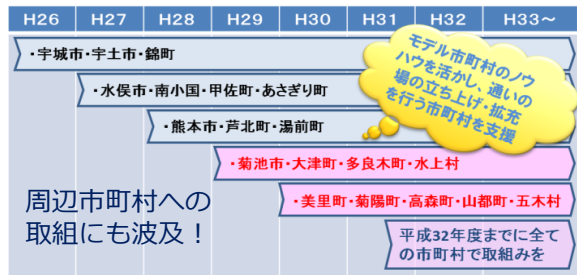 H26 H27 H28 H29 H30 H31 H32 H33～
・宇城市・宇土市・錦町
・水俣市・南小国・甲佐町・あさぎり町
・熊本市・芦北町・湯前町
モデル市町村のノウ
ハウを活かし、通いの
場の立ち上げ・拡充
を行う市町村を支援
・菊池市・大津町・多良木町・水上村
・美里町・菊陽町・高森町・山都町・五木村
平成32年度までに全て
の市町村で取組みを
周辺市町村への
取組にも波及！